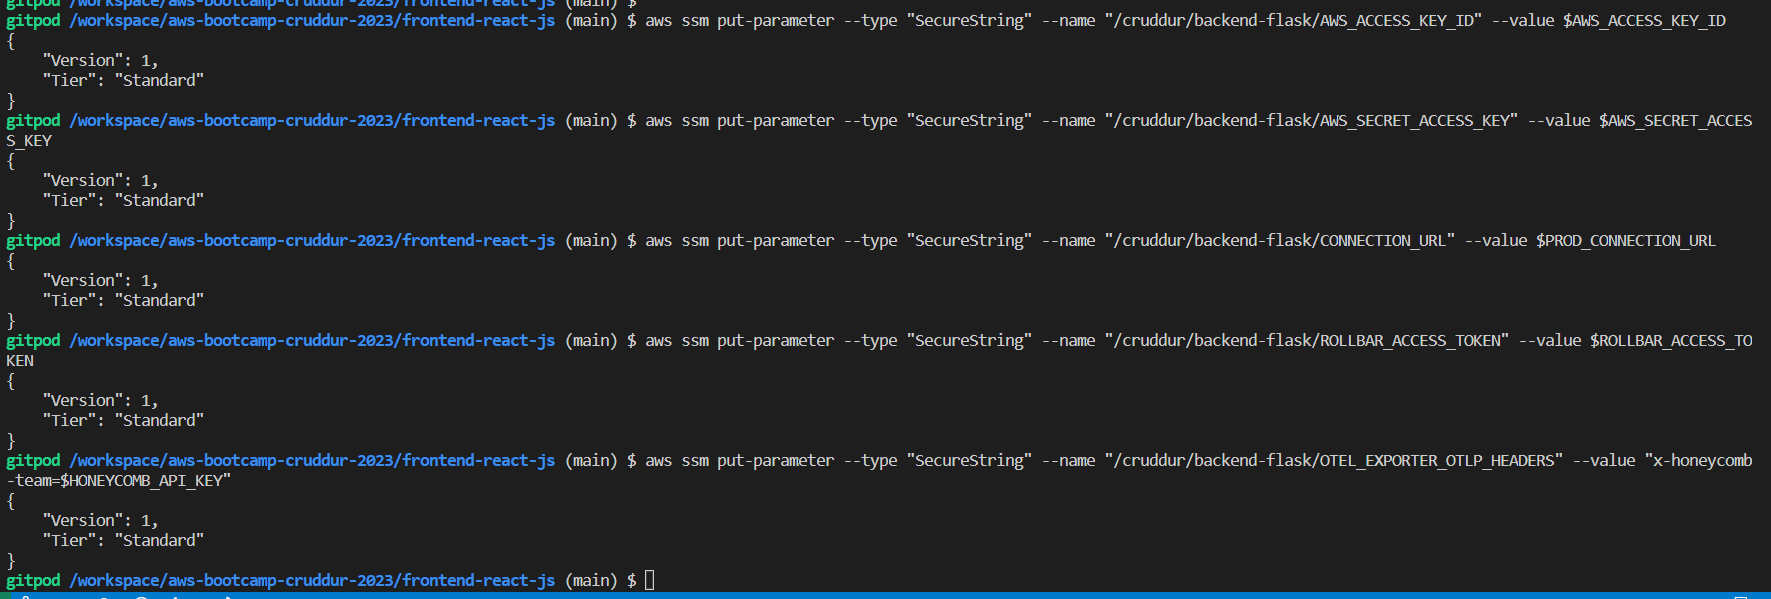 gitpod /workspace/aws-bootcamp-cruddur-2023/frontend-react-js (main) $
gitpod /workspace/aws-bootcamp-cruddur-2023/frontend-react-js (main) $ aws ssm put-parameter --type "SecureString" --name "/cruddur/backend-flask/AWS_ACCESS_KEY_ID" --value $AWS_ACCESS_KEY_ID
{
    "Version": 1,
    "Tier": "Standard"
}
gitpod /workspace/aws-bootcamp-cruddur-2023/frontend-react-js (main) $ aws ssm put-parameter --type "SecureString" --name "/cruddur/backend-flask/AWS_SECRET_ACCESS_KEY" --value $AWS_SECRET_ACCES
S_KEY
{
    "Version": 1,
    "Tier": "Standard"
}
gitpod /workspace/aws-bootcamp-cruddur-2023/frontend-react-js (main) $ aws ssm put-parameter --type "SecureString" --name "/cruddur/backend-flask/CONNECTION_URL" --value $PROD_CONNECTION_URL
{
    "Version": 1,
    "Tier": "Standard"
}
gitpod /workspace/aws-bootcamp-cruddur-2023/frontend-react-js (main) $ aws ssm put-parameter --type "SecureString" --name "/cruddur/backend-flask/ROLLBAR_ACCESS_TOKEN" --value $ROLLBAR_ACCESS_TO
KEN
{
    "Version": 1,
    "Tier": "Standard"
}
gitpod /workspace/aws-bootcamp-cruddur-2023/frontend-react-js (main) $ aws ssm put-parameter --type "SecureString" --name "/cruddur/backend-flask/OTEL_EXPORTER_OTLP_HEADERS" --value "x-honeycomb
-team=$HONEYCOMB_API_KEY"
{
    "Version": 1,
    "Tier": "Standard"
}
gitpod /workspace/aws-bootcamp-cruddur-2023/frontend-react-js (main) $